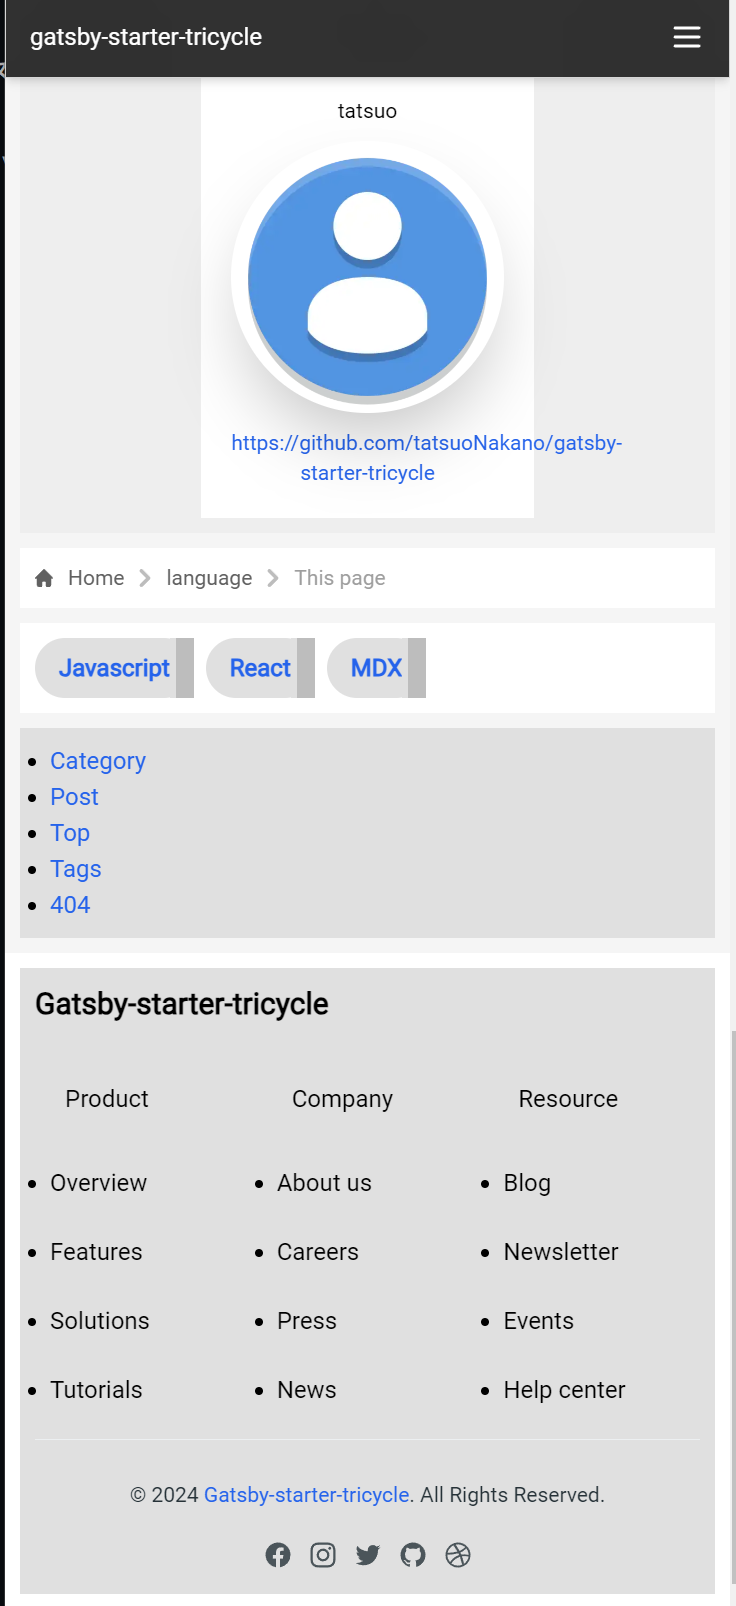 gatsby-starter-tricycle
tatsuo
https://github.com/tatsuoNakano/gatsby-
starter-tricycle
Home language This page
Javascript React MDX
Category
Post
Top
Tags
404
Gatsby-starter-tricycle
Product Company Resource
Overview About us Blog
Features Careers Newsletter
Solutions Press Events
Tutorials News Help center
© 2024 Gatsby-starter-tricycle. All Rights Reserved.